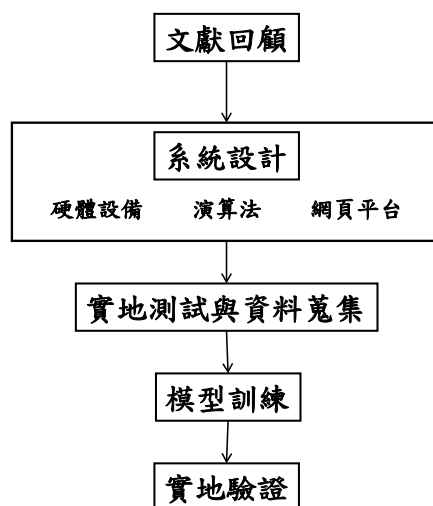 文獻回顧
系統設計
硬體設備 演算法 網頁平台
實地測試與資料蒐集
模型訓練
實地驗證